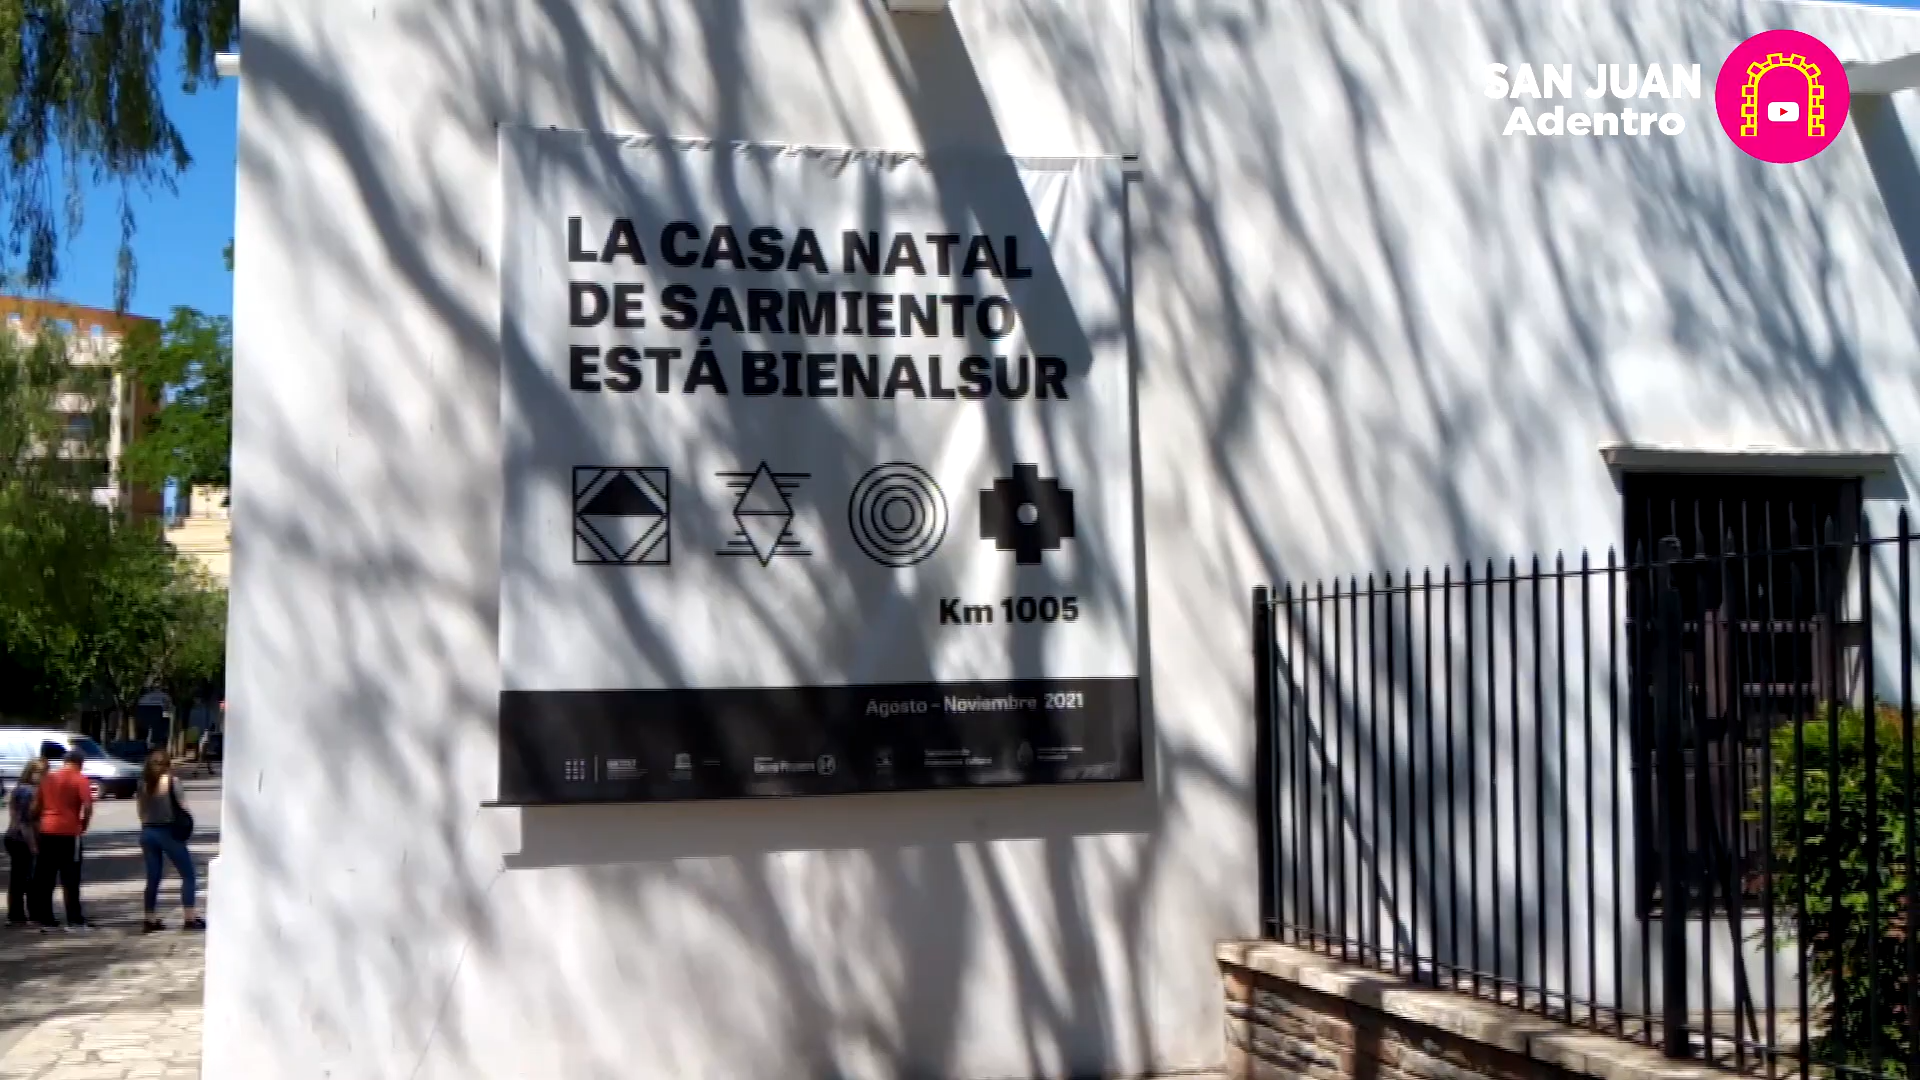 SAN JUAN
Adentro
LA CASA NATAL
DE SARMIENTO
ESTÁ BIENALSUR
Km 1005
Agosto - Noviembre 2021